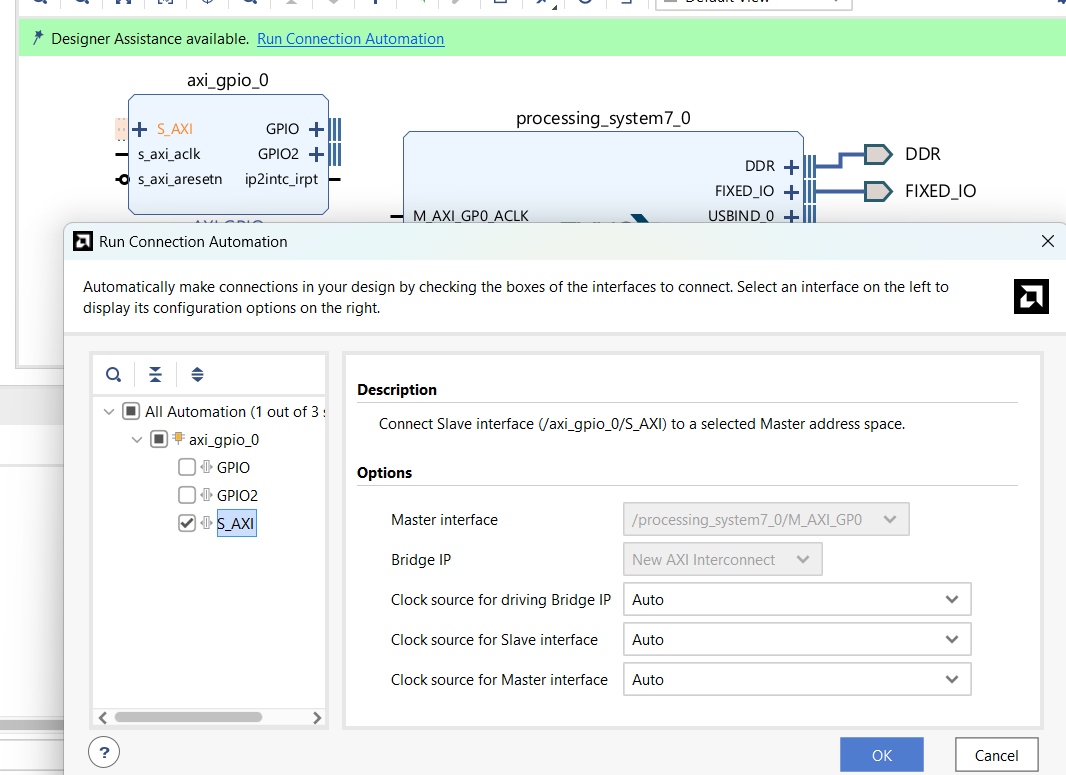 Default View
Designer Assistance available. Run Connection Automation
axi_gpio_0
S_AXI GPIO
s_axi_aclk GPIO2
s_axi_aresetn ip2intc_irpt
processing_system7_0
DDR
FIXED_IO
M_AXI_GP0_ACLK USBIND_0
DDR
FIXED_IO
Run Connection Automation
Automatically make connections in your design by checking the boxes of the interfaces to connect. Select an interface on the left to
display its configuration options on the right.
All Automation (1 out of 3
axi_gpio_0
GPIO
GPIO2
S_AXI
Description
Connect Slave interface (/axi_gpio_0/S_AXI) to a selected Master address space.
Options
Master interface /processing_system7_0/M_AXI_GP0
Bridge IP New AXI Interconnect
Clock source for driving Bridge IP Auto
Clock source for Slave interface Auto
Clock source for Master interface Auto
?
OK Cancel